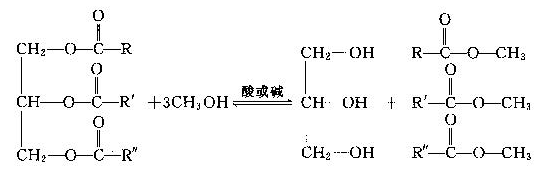 O O
CH₂—O—C—R CH₂—OH R—C—O—CH₃
O 酸或碱 O
CH—O—C—R′ +3CH₃OH ⇌ CH—OH + R′—C—O—CH₃
O O
CH₂—O—C—R″ CH₂—OH R″—C—O—CH₃